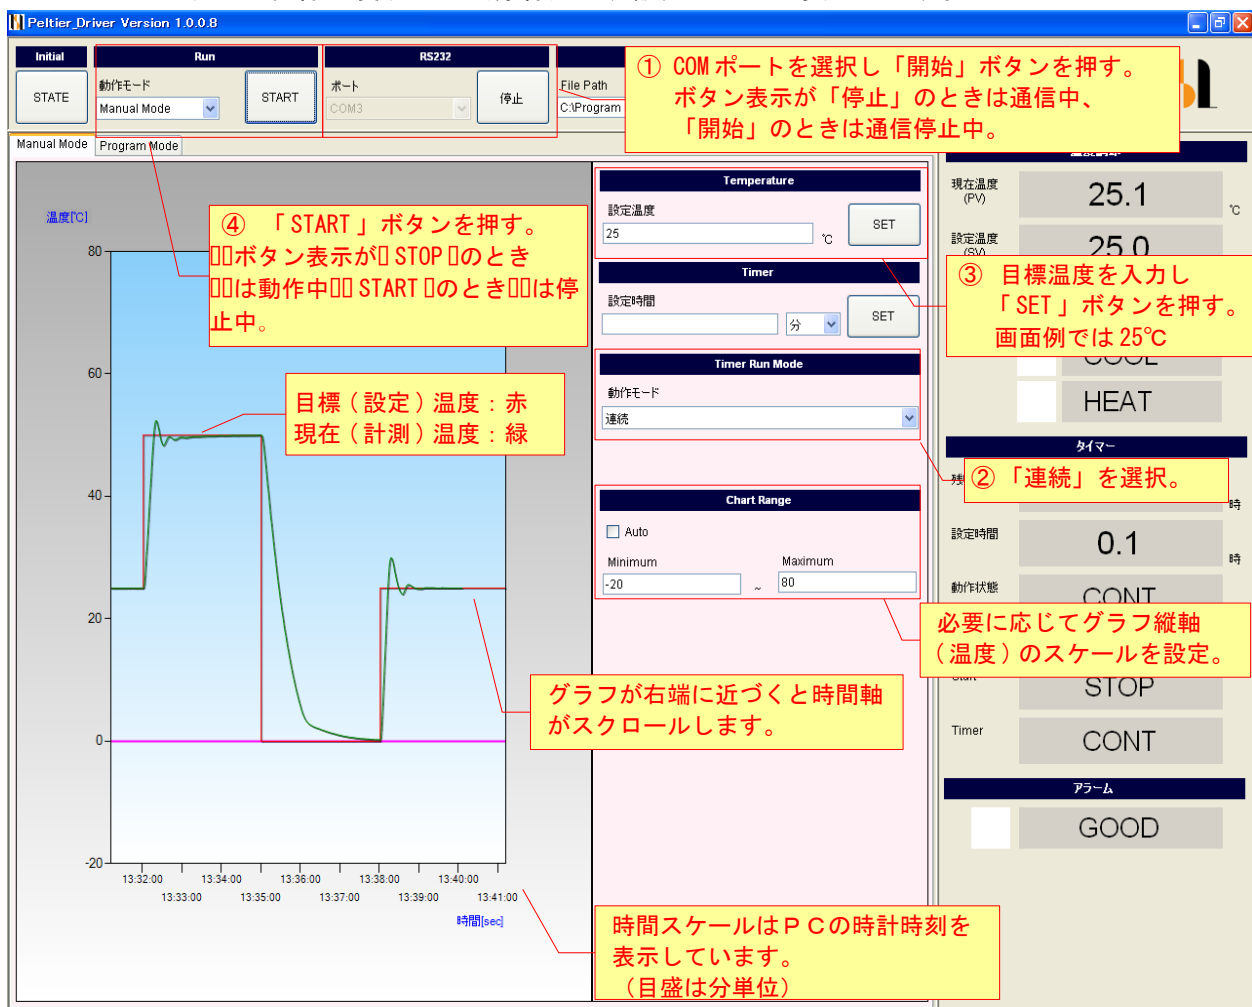 Peltier_Driver Version 1.0.0.8
Initial
Run
RS232
STATE
動作モード
Manual Mode
START
ポート
COM3
停止
File Path
C:\Program
① COMポートを選択し「開始」ボタンを押す。
ボタン表示が「停止」のときは通信中、
「開始」のときは通信停止中。
Manual Mode
Program Mode
温度[℃]
80
60
40
20
0
-20
④ 「START」ボタンを押す。
▯▯ボタン表示が▯STOP▯のとき
▯▯は動作中▯▯START▯のとき▯▯は停
止中。
目標(設定)温度:赤
現在(計測)温度:緑
13:32:00
13:34:00
13:36:00
13:38:00
13:40:00
13:33:00
13:35:00
13:37:00
13:39:00
13:41:00
時間[sec]
Temperature
設定温度
25
℃
SET
Timer
設定時間
分
SET
Timer Run Mode
動作モード
連続
Chart Range
Auto
Minimum
Maximum
-20
~
80
グラフが右端に近づくと時間軸
がスクロールします。
時間スケールはPCの時計時刻を
表示しています。
(目盛は分単位)
現在温度
(PV)
25.1
℃
設定温度
(SV)
25.0
③ 目標温度を入力し
「SET」ボタンを押す。
画面例では25℃
COOL
HEAT
タイマー
② 「連続」を選択。
残
時
設定時間
0.1
時
動作状態
CONT
必要に応じてグラフ縦軸
(温度)のスケールを設定。
Start
STOP
Timer
CONT
アラーム
GOOD